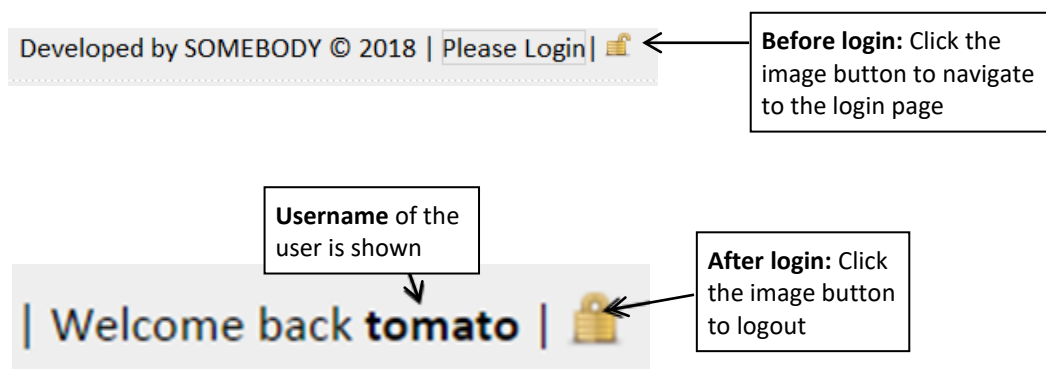 Developed by SOMEBODY © 2018 | Please Login |
Before login: Click the
image button to navigate
to the login page
Username of the
user is shown
After login: Click
the image button
to logout
| Welcome back tomato |